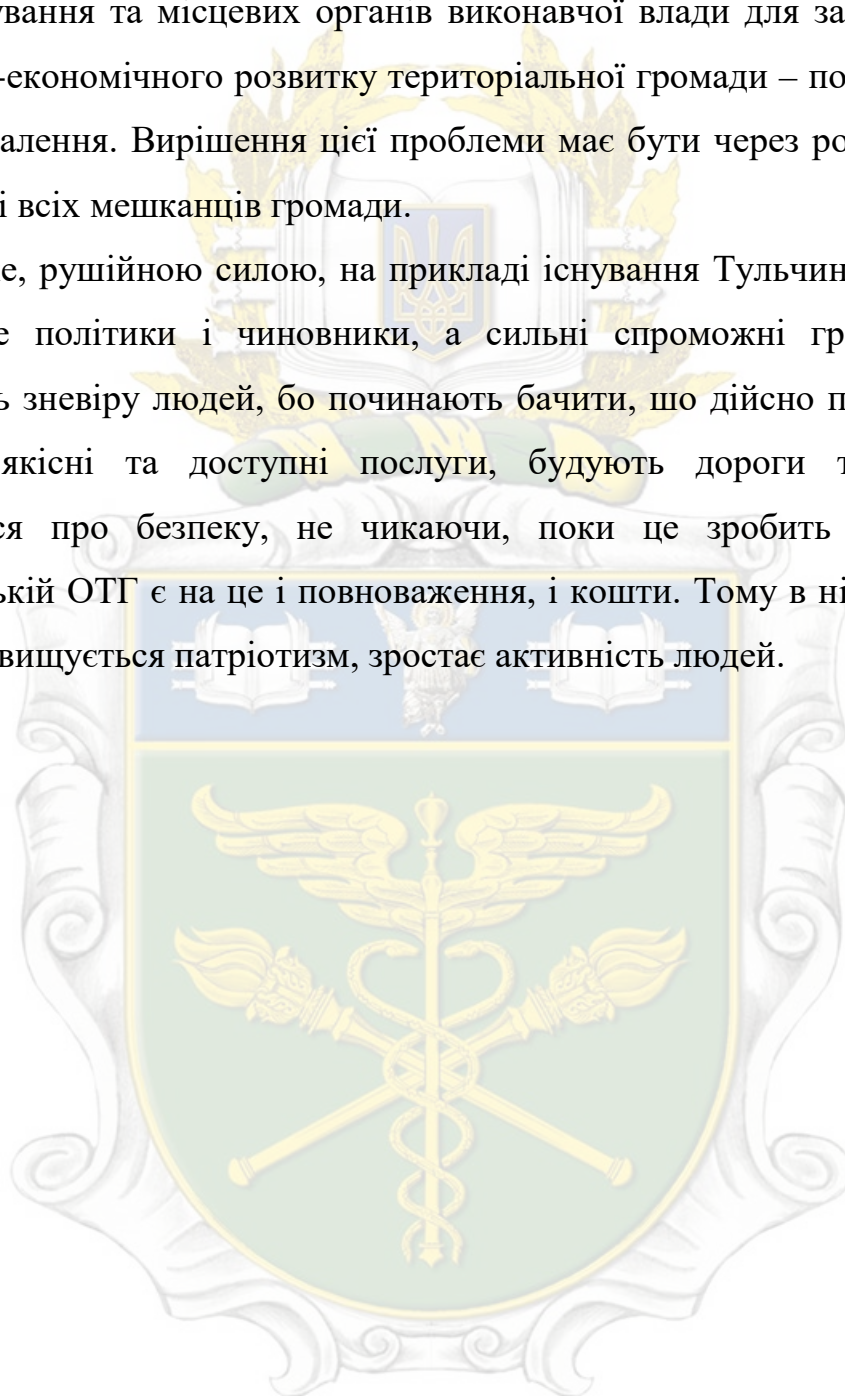 ування та місцевих органів виконавчої влади для за
-економічного розвитку територіальної громади – по
алення. Вирішення цієї проблеми має бути через ро
і всіх мешканців громади.
е, рушійною силою, на прикладі існування Тульчин
е політики і чиновники, а сильні спроможні гр
ь зневіру людей, бо починають бачити, шо дійсно п
якісні та доступні послуги, будують дороги т
ся про безпеку, не чикаючи, поки це зробить
ькій ОТГ є на це і повноваження, і кошти. Тому в ні
вищується патріотизм, зростає активність людей.